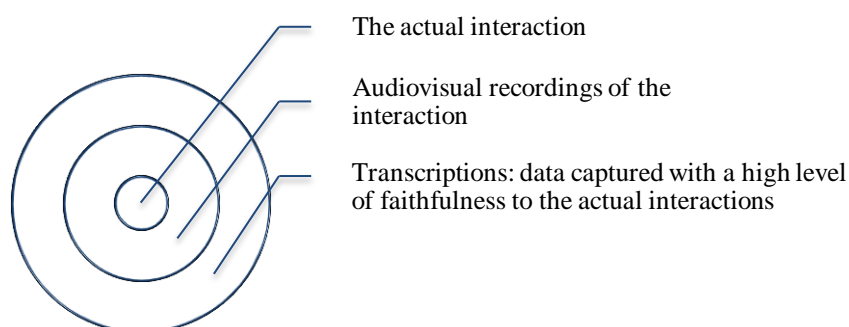 The actual interaction
Audiovisual recordings of the
interaction
Transcriptions: data captured with a high level
of faithfulness to the actual interactions